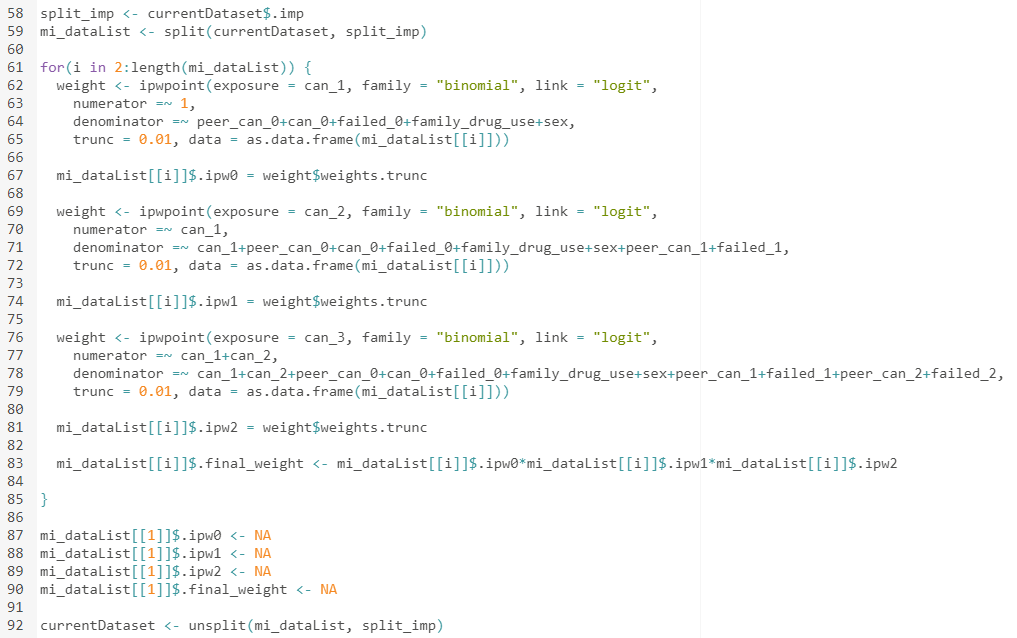 58 split_imp <- currentDataset$.imp
59 mi_dataList <- split(currentDataset, split_imp)
60
61 for(i in 2:length(mi_dataList)) {
62   weight <- ipwpoint(exposure = can_1, family = "binomial", link = "logit",
63     numerator =~ 1,
64     denominator =~ peer_can_0+can_0+failed_0+family_drug_use+sex,
65     trunc = 0.01, data = as.data.frame(mi_dataList[[i]]))
66
67   mi_dataList[[i]]$.ipw0 = weight$weights.trunc
68
69   weight <- ipwpoint(exposure = can_2, family = "binomial", link = "logit",
70     numerator =~ can_1,
71     denominator =~ can_1+peer_can_0+can_0+failed_0+family_drug_use+sex+peer_can_1+failed_1,
72     trunc = 0.01, data = as.data.frame(mi_dataList[[i]]))
73
74   mi_dataList[[i]]$.ipw1 = weight$weights.trunc
75
76   weight <- ipwpoint(exposure = can_3, family = "binomial", link = "logit",
77     numerator =~ can_1+can_2,
78     denominator =~ can_1+can_2+peer_can_0+can_0+failed_0+family_drug_use+sex+peer_can_1+failed_1+peer_can_2+failed_2,
79     trunc = 0.01, data = as.data.frame(mi_dataList[[i]]))
80
81   mi_dataList[[i]]$.ipw2 = weight$weights.trunc
82
83   mi_dataList[[i]]$.final_weight <- mi_dataList[[i]]$.ipw0*mi_dataList[[i]]$.ipw1*mi_dataList[[i]]$.ipw2
84
85 }
86
87 mi_dataList[[1]]$.ipw0 <- NA
88 mi_dataList[[1]]$.ipw1 <- NA
89 mi_dataList[[1]]$.ipw2 <- NA
90 mi_dataList[[1]]$.final_weight <- NA
91
92 currentDataset <- unsplit(mi_dataList, split_imp)